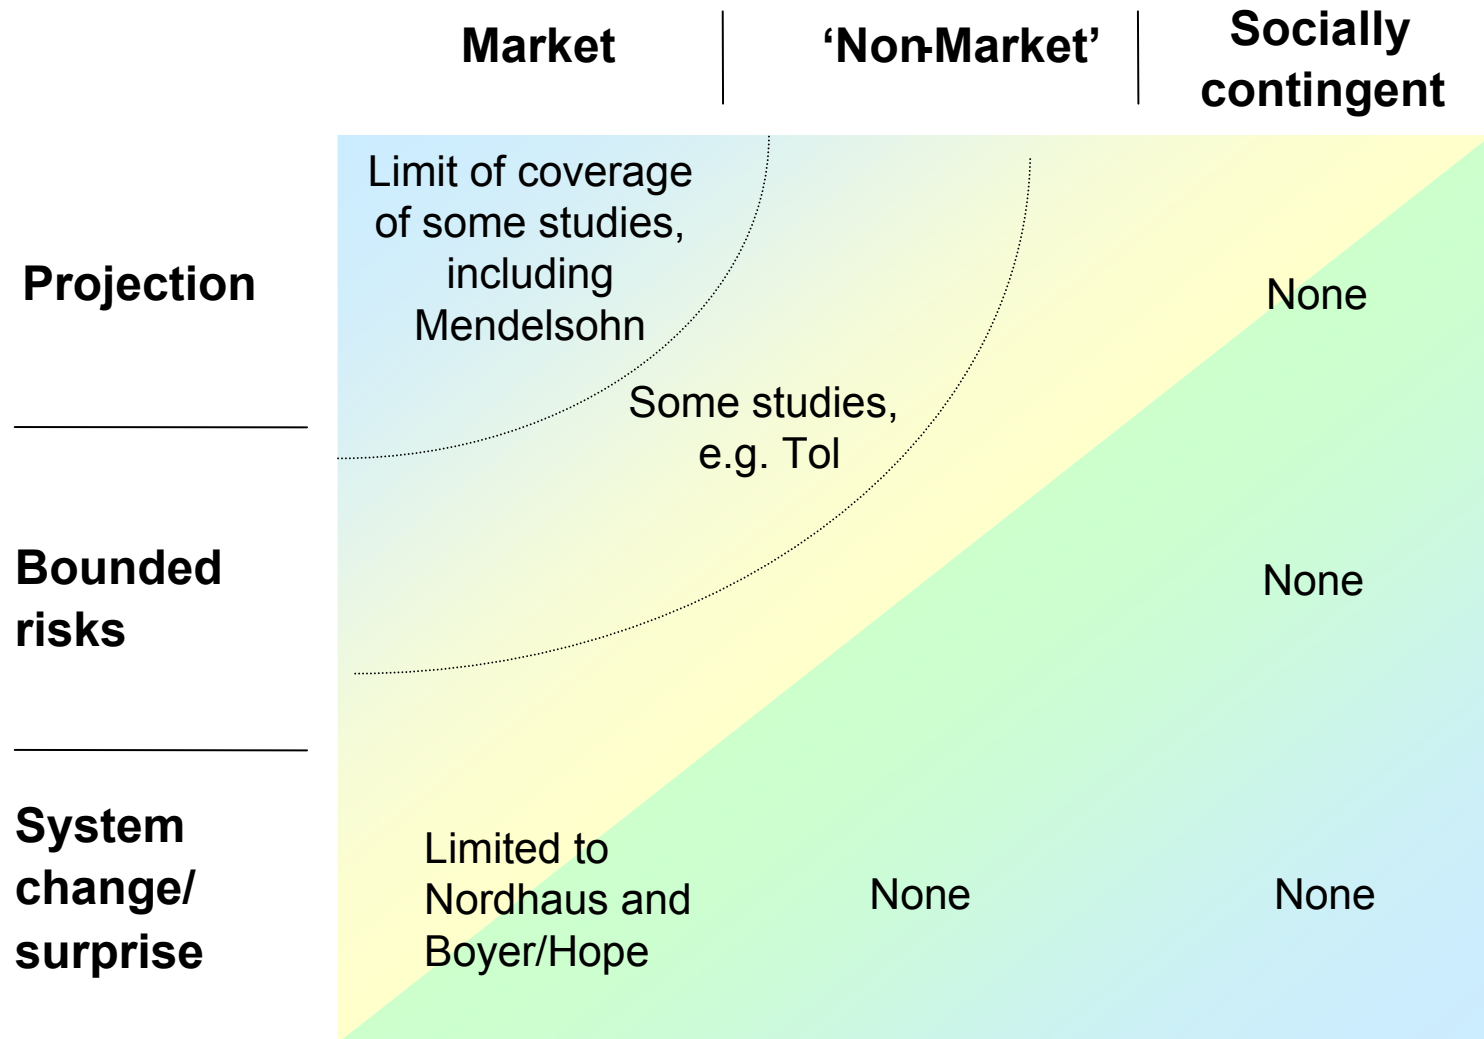 Market
‘Non-Market’
Socially
contingent
Projection
Limit of coverage
of some studies,
including
Mendelsohn
None
Some studies,
e.g. Tol
Bounded
risks
None
System
change/
surprise
Limited to
Nordhaus and
Boyer/Hope
None
None